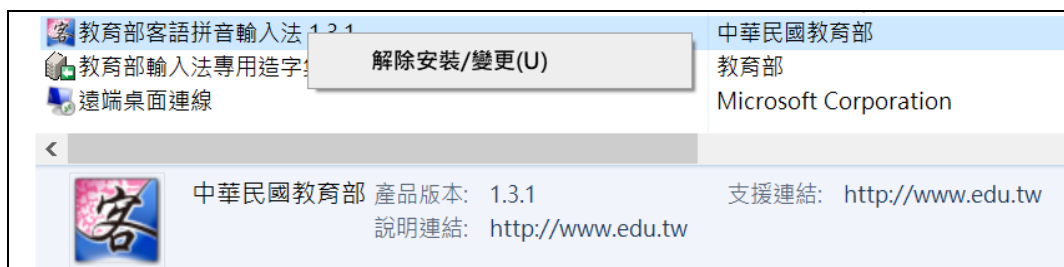 教育部客語拼音輸入法 1.3.1 中華民國教育部
教育部輸入法專用造字 解除安裝/變更(U) 教育部
遠端桌面連線 Microsoft Corporation
客 中華民國教育部 產品版本: 1.3.1 支援連結: http://www.edu.tw
說明連結: http://www.edu.tw